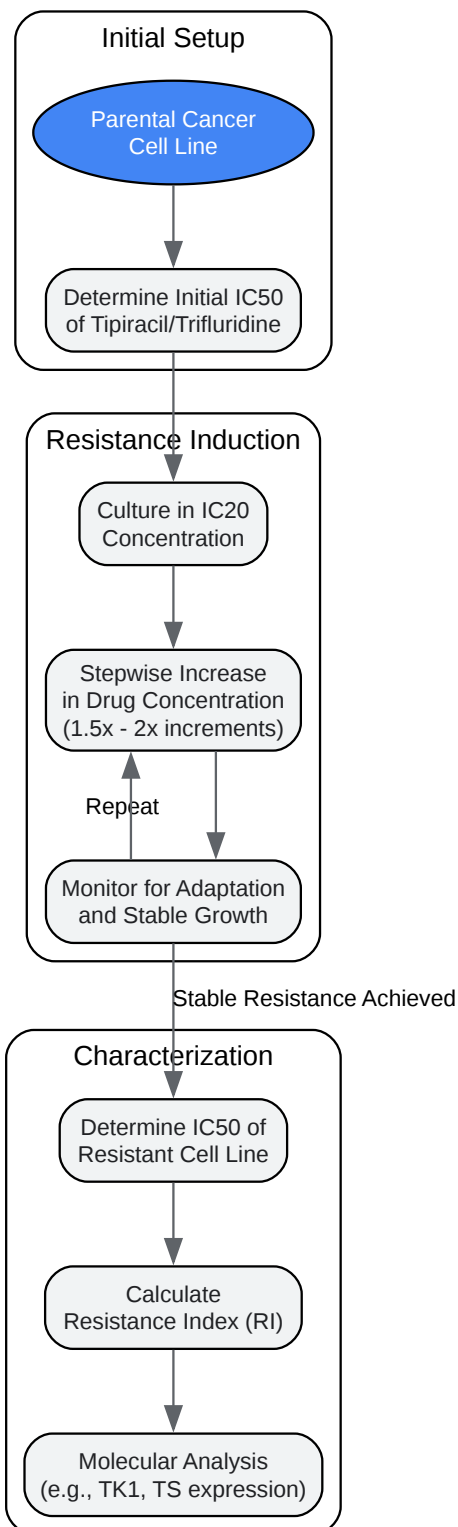 Initial Setup
Parental Cancer
Cell Line
Determine Initial IC50
of Tipiracil/Trifluridine
Resistance Induction
Culture in IC20
Concentration
Stepwise Increase
in Drug Concentration
(1.5x - 2x increments)
Repeat
Monitor for Adaptation
and Stable Growth
Stable Resistance Achieved
Characterization
Determine IC50 of
Resistant Cell Line
Calculate
Resistance Index (RI)
Molecular Analysis
(e.g., TK1, TS expression)